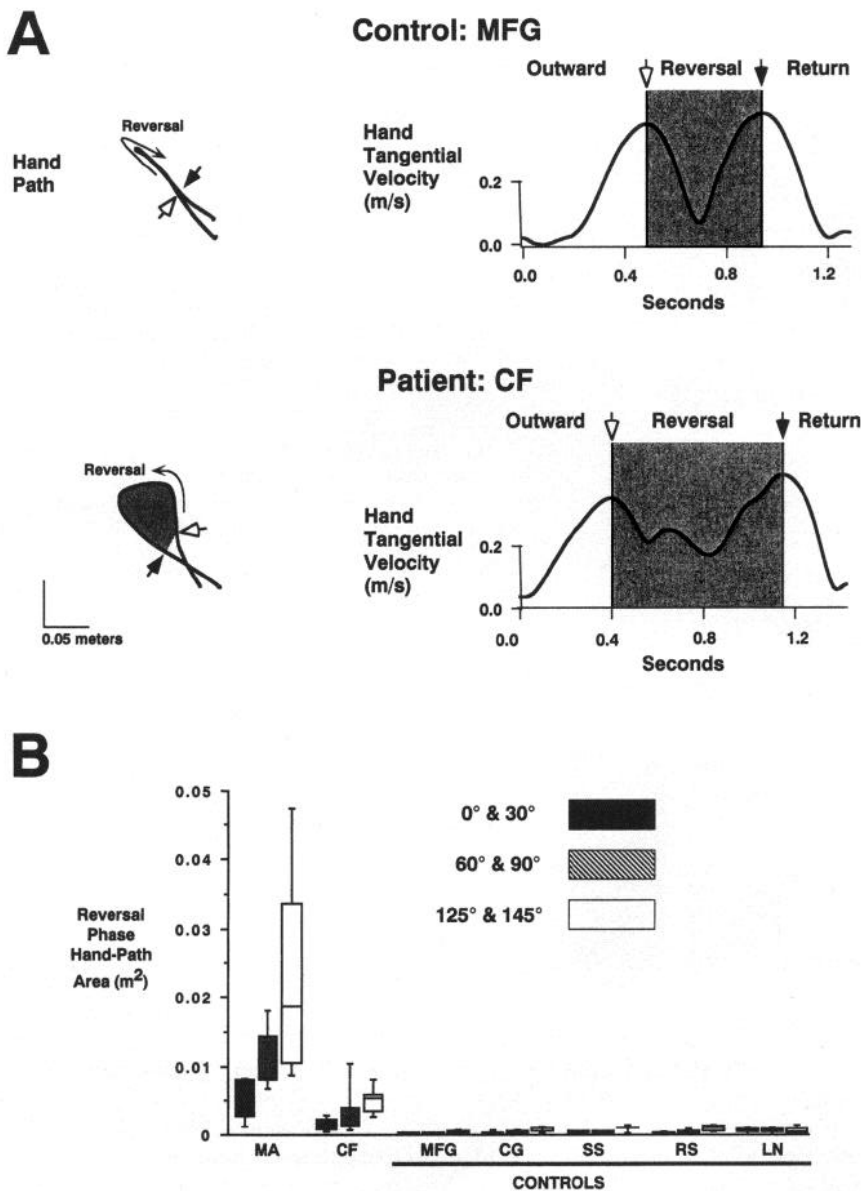 A
Control: MFG
Outward
Reversal
Return
Reversal
Hand
Path
Hand
Tangential
Velocity
(m/s)
0.2
0.0
0.0
0.4
0.8
1.2
Seconds
Patient: CF
Outward
Reversal
Return
Reversal
0.05 meters
Hand
Tangential
Velocity
(m/s)
0.2
0.0
0.0
0.4
0.8
1.2
Seconds
B
0.05
0.04
0.03
0.02
0.01
0
Reversal
Phase
Hand-Path
Area (m²)
0° & 30°
60° & 90°
125° & 145°
MA
CF
MFG
CG
SS
RS
LN
CONTROLS